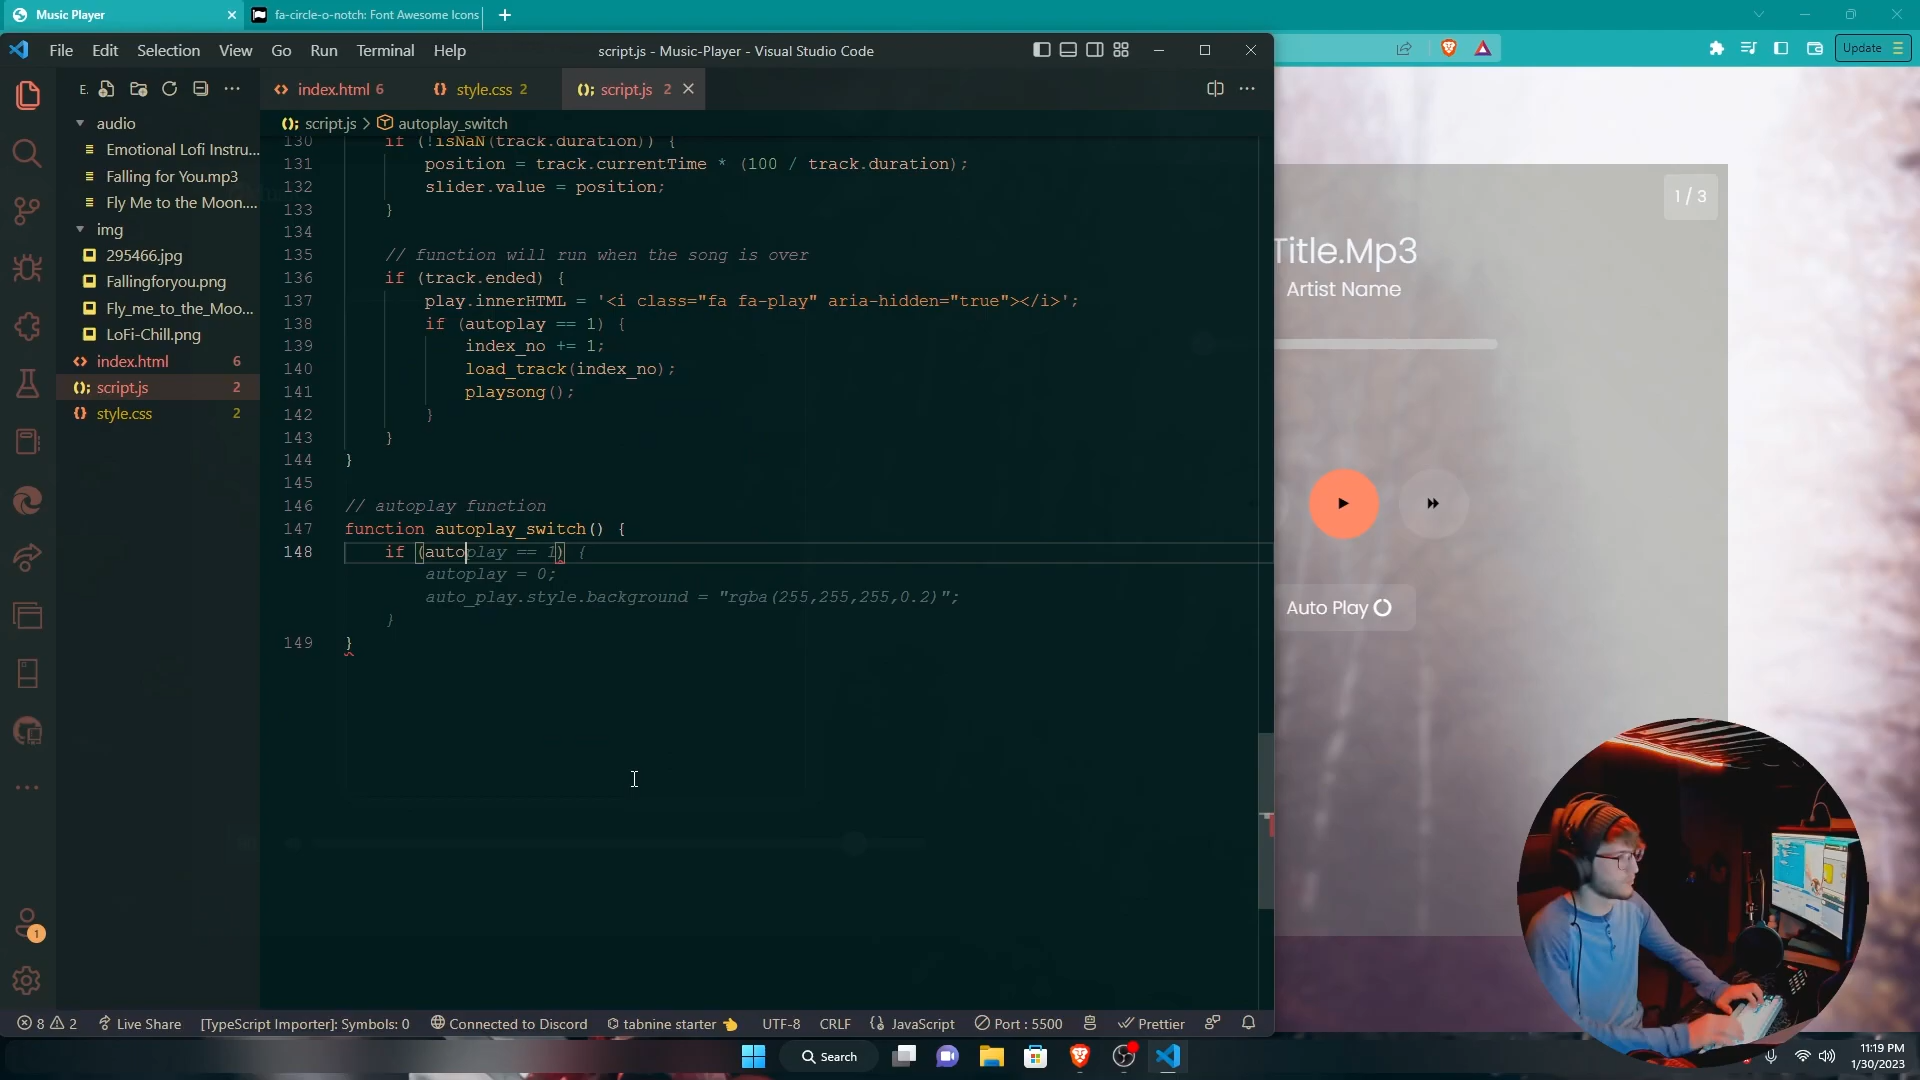 Music Player
fa-circle-o-notch: Font Awesome Icons
File Edit Selection View Go Run Terminal Help
script.js - Music-Player - Visual Studio Code
Update
E.
index.html 6
style.css 2
script.js 2
script.js > autoplay_switch
audio
Emotional Lofi Instru...
Falling for You.mp3
Fly Me to the Moon....
img
295466.jpg
Fallingforyou.png
Fly_me_to_the_Moo...
LoFi-Chill.png
index.html 6
script.js 2
style.css 2
130 if (!isNaN(track.duration)) {
131 position = track.currentTime * (100 / track.duration);
132 slider.value = position;
133 }
134
135 // function will run when the song is over
136 if (track.ended) {
137 play.innerHTML = '<i class="fa fa-play" aria-hidden="true"></i>';
138 if (autoplay == 1) {
139 index_no += 1;
140 load_track(index_no);
141 playsong();
142 }
143 }
144 }
145
146 // autoplay function
147 function autoplay_switch() {
148 if (autoplay == 1) {
autoplay = 0;
auto_play.style.background = "rgba(255,255,255,0.2)";
}
149 }
1 / 3
Title.Mp3
Artist Name
Auto Play
1
8 2 Live Share [TypeScript Importer]: Symbols: 0 Connected to Discord tabnine starter UTF-8 CRLF JavaScript Port : 5500 Prettier
Search
11:19 PM
1/30/2023